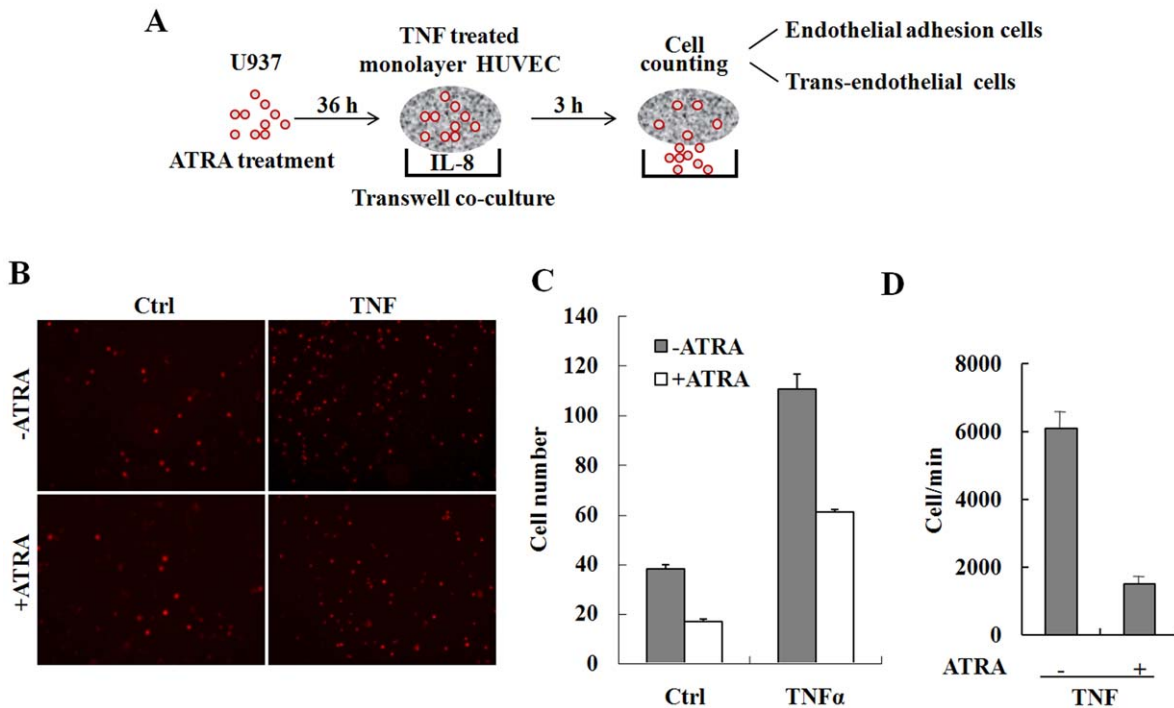 A
U937
ATRA treatment
36 h
TNF treated
monolayer HUVEC
IL-8
Transwell co-culture
3 h
Cell
counting
Endothelial adhesion cells
Trans-endothelial cells
B
Ctrl
TNF
-ATRA
+ATRA
C
Cell number
140
120
100
80
60
40
20
0
-ATRA
+ATRA
Ctrl
TNFα
D
Cell/min
8000
6000
4000
2000
0
ATRA - +
TNF